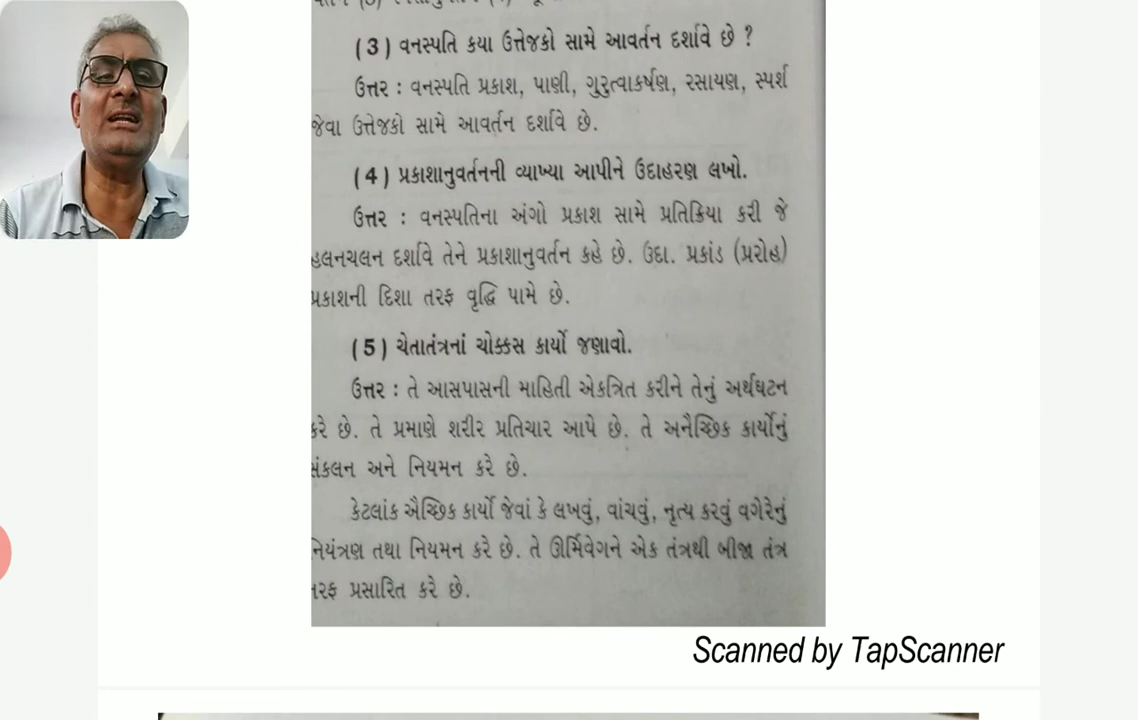 (3) વનસ્પતિ કયા ઉત્તેજકો સામે આવર્તન દર્શાવે છે ?
ઉત્તર : વનસ્પતિ પ્રકાશ, પાણી, ગુરુત્વાકર્ષણ, રસાયણ, સ્પર્શ
જેવા ઉત્તેજકો સામે આવર્તન દર્શાવે છે.
(4) પ્રકાશાનુવર્તનની વ્યાખ્યા આપીને ઉદાહરણ લખો.
ઉત્તર : વનસ્પતિના અંગો પ્રકાશ સામે પ્રતિક્રિયા કરી જે
હલનચલન દર્શાવે તેને પ્રકાશાનુવર્તન કહે છે. ઉદા. પ્રકાંડ (પ્રરોહ)
પ્રકાશની દિશા તરફ વૃદ્ધિ પામે છે.
(5) ચેતાતંત્રનાં ચોક્કસ કાર્યો જણાવો.
ઉત્તર : તે આસપાસની માહિતી એકત્રિત કરીને તેનું અર્થઘટન
કરે છે. તે પ્રમાણે શરીર પ્રતિચાર આપે છે. તે અનૈચ્છિક કાર્યોનું
સંકલન અને નિયમન કરે છે.
કેટલાંક ઐચ્છિક કાર્યો જેવાં કે લખવું, વાંચવું, નૃત્ય કરવું વગેરેનું
નિયંત્રણ તથા નિયમન કરે છે. તે ઊર્મિવેગને એક તંત્રથી બીજા તંત્ર
તરફ પ્રસારિત કરે છે.
Scanned by TapScanner